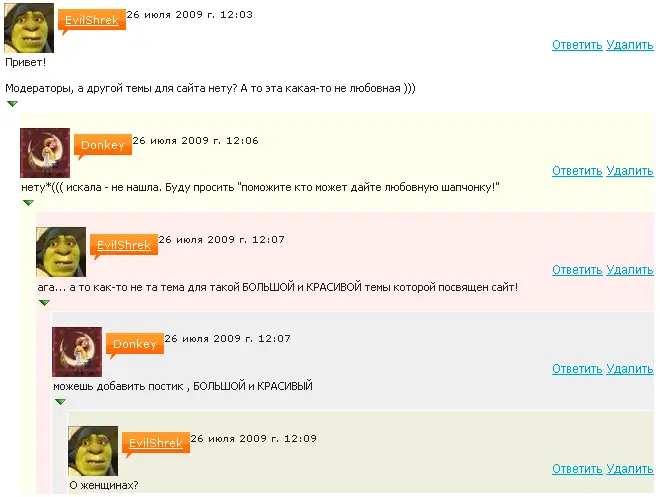 EvilShrek 26 июля 2009 г. 12:03
Ответить Удалить
Привет!
Модераторы, а другой темы для сайта нету? А то эта какая-то не любовная )))
Donkey 26 июля 2009 г. 12:06
Ответить Удалить
нету*((( искала - не нашла. Буду просить "поможите кто может дайте любовную шапчонку!"
EvilShrek 26 июля 2009 г. 12:07
Ответить Удалить
ага... а то как-то не та тема для такой БОЛЬШОЙ и КРАСИВОЙ темы которой посвящен сайт!
Donkey 26 июля 2009 г. 12:07
Ответить Удалить
можешь добавить постик , БОЛЬШОЙ и КРАСИВЫЙ
EvilShrek 26 июля 2009 г. 12:09
Ответить Удалить
О женщинах?